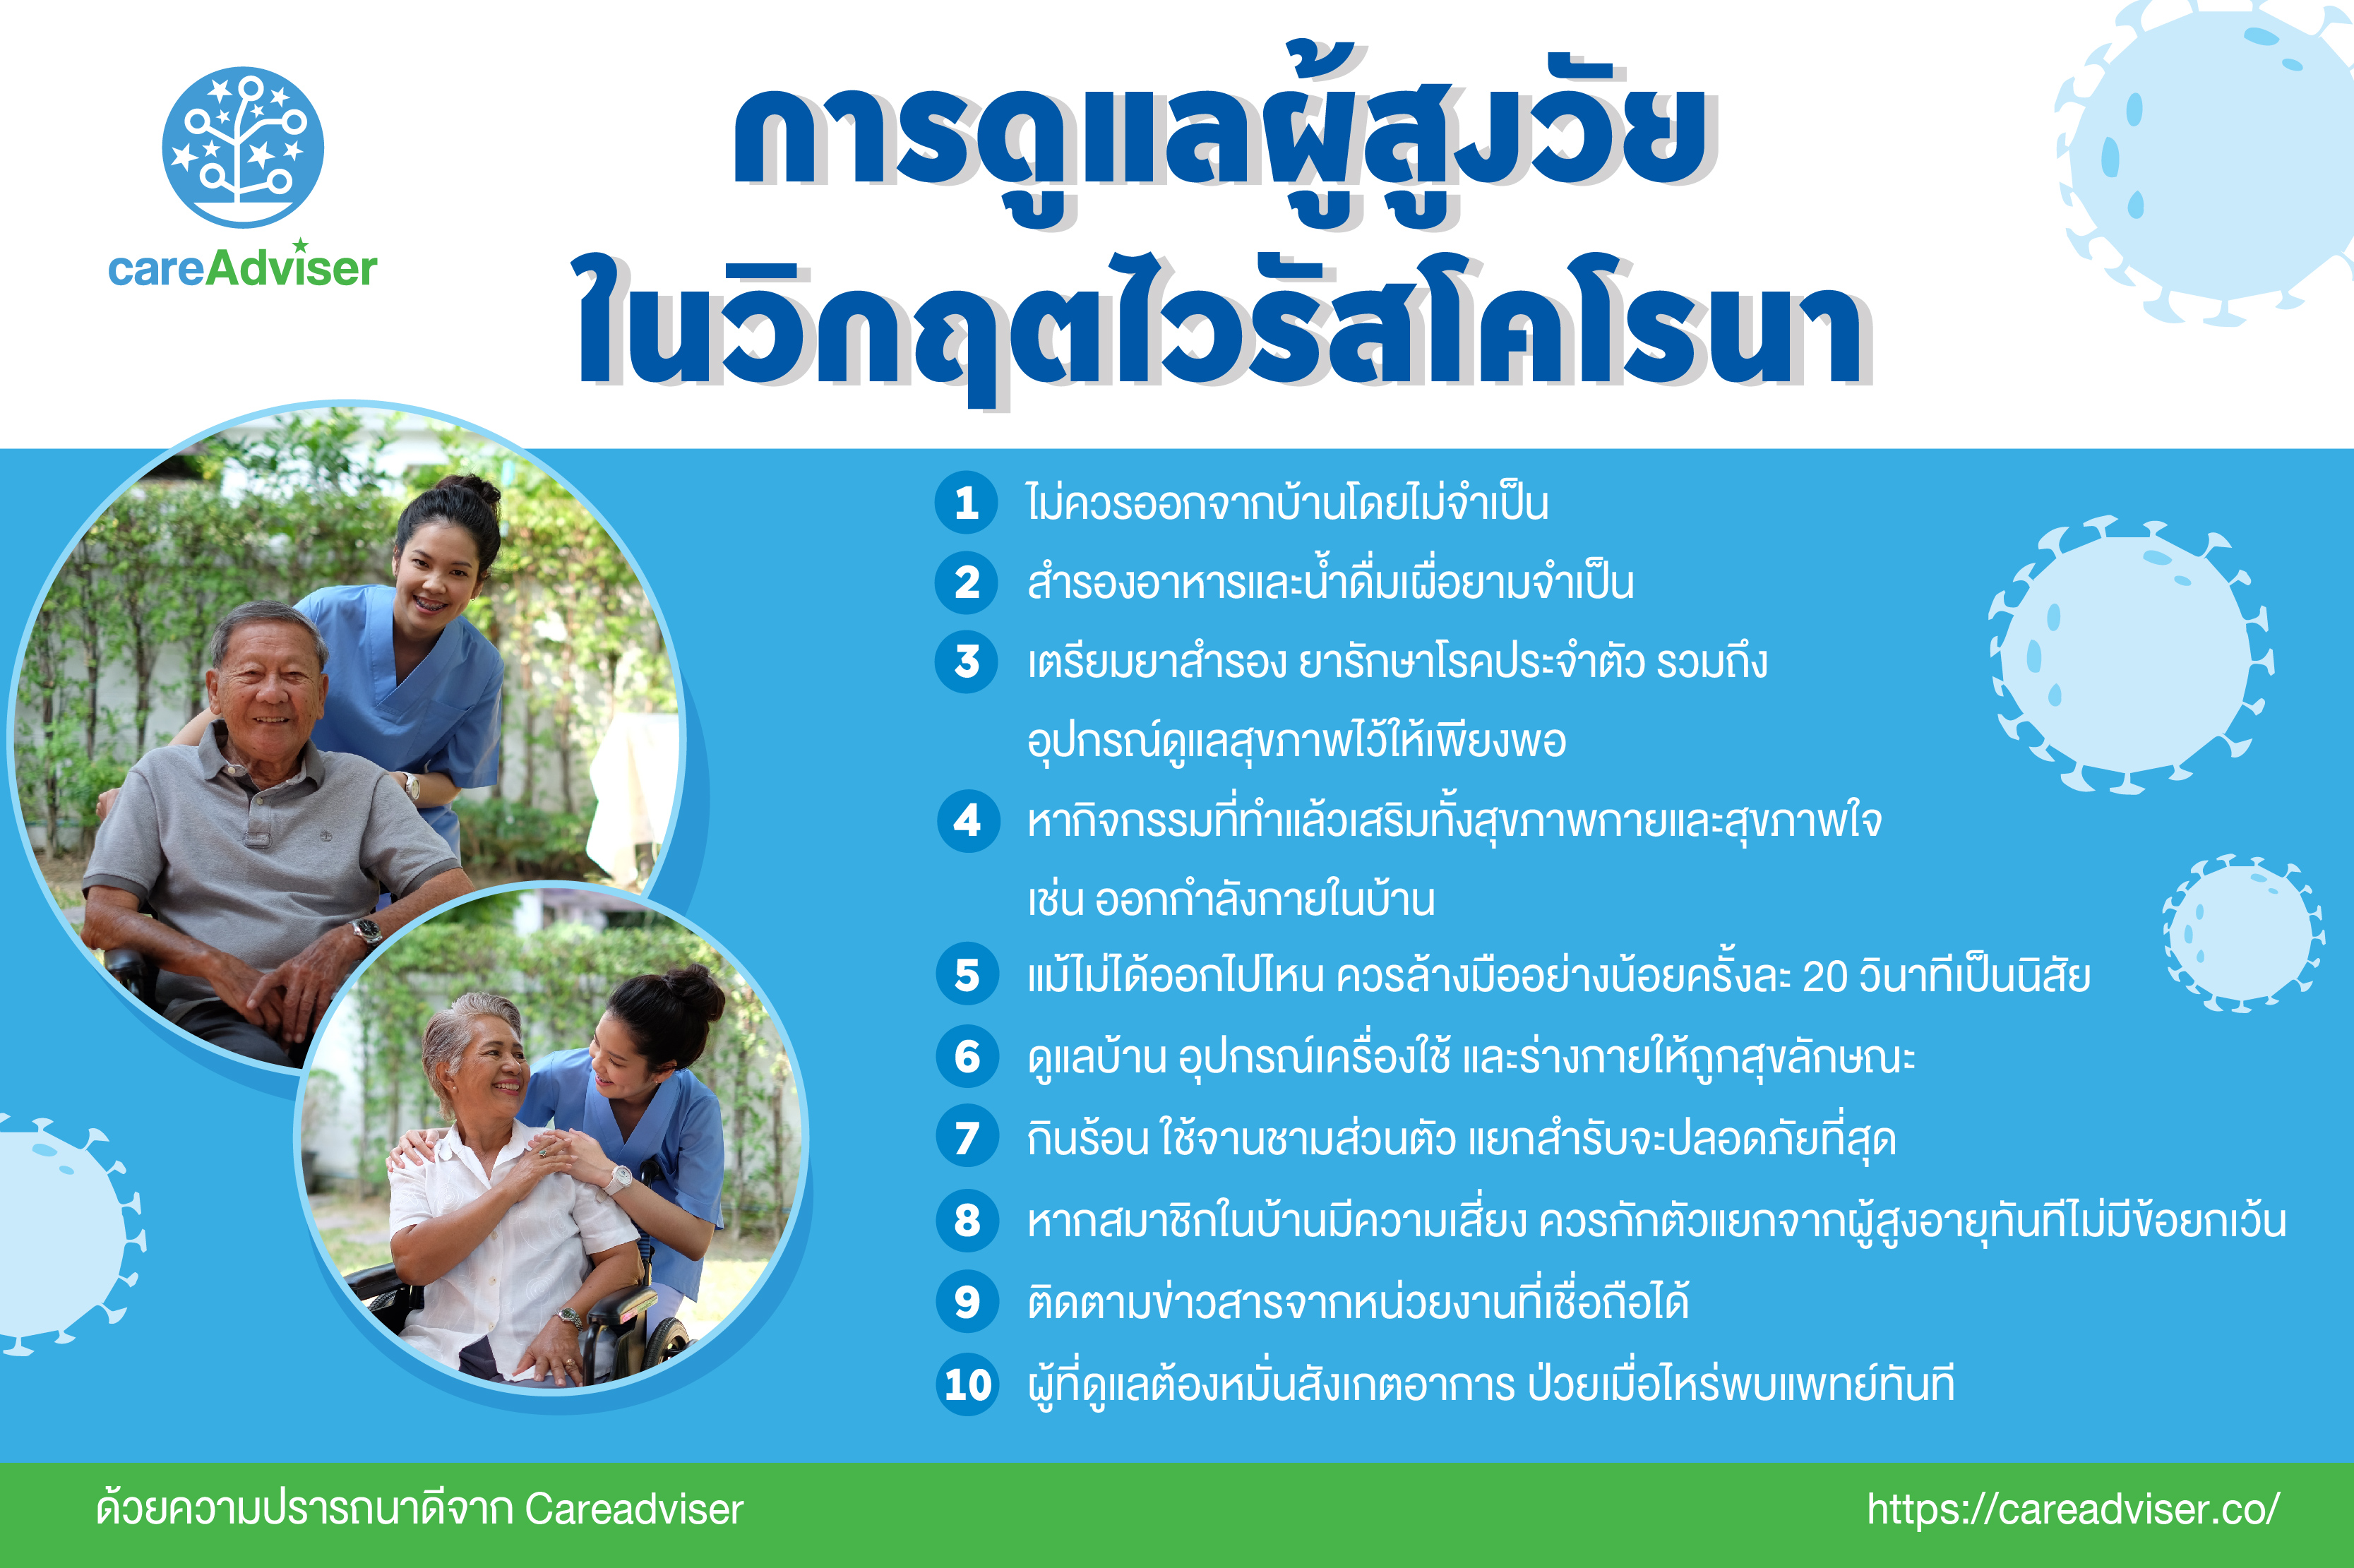 careAdviser
การดูแลผู้สูงวัย
ในวิกฤตไวรัสโคโรนา
1 ไม่ควรออกจากบ้านโดยไม่จำเป็น
2 สำรองอาหารและน้ำดื่มเผื่อยามจำเป็น
3 เตรียมยาสำรอง ยารักษาโรคประจำตัว รวมถึง
อุปกรณ์ดูแลสุขภาพไว้ให้เพียงพอ
4 หากิจกรรมที่ทำแล้วเสริมทั้งสุขภาพกายและสุขภาพใจ
เช่น ออกกำลังกายในบ้าน
5 แม้ไม่ได้ออกไปไหน ควรล้างมืออย่างน้อยครั้งละ 20 วินาทีเป็นนิสัย
6 ดูแลบ้าน อุปกรณ์เครื่องใช้ และร่างกายให้ถูกสุขลักษณะ
7 กินร้อน ใช้จานชามส่วนตัว แยกสำรับจะปลอดภัยที่สุด
8 หากสมาชิกในบ้านมีความเสี่ยง ควรกักตัวแยกจากผู้สูงอายุทันทีไม่มีข้อยกเว้น
9 ติดตามข่าวสารจากหน่วยงานที่เชื่อถือได้
10 ผู้ที่ดูแลต้องหมั่นสังเกตอาการ ป่วยเมื่อไหร่พบแพทย์ทันที
ด้วยความปรารถนาดีจาก Careadviser
https://careadviser.co/